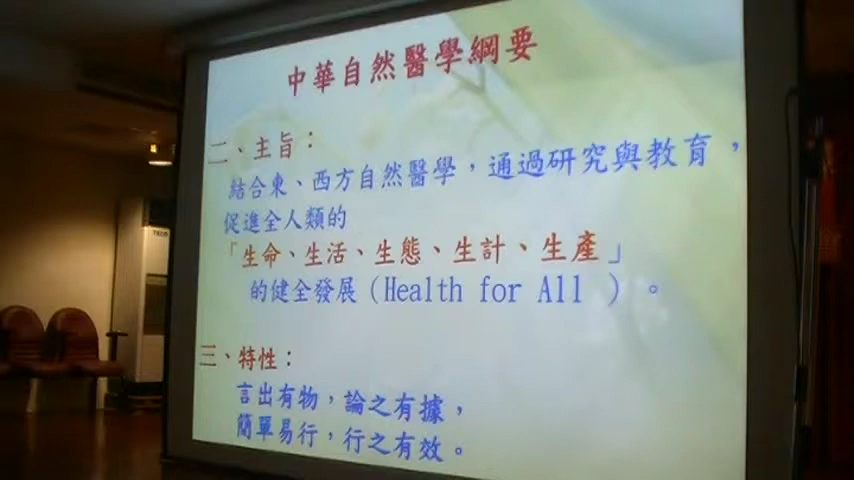 中華自然醫學綱要
二、主旨：
結合東、西方自然醫學，通過研究與教育，
促進全人類的
「生命、生活、生態、生計、生產」
的健全發展（Health for All ）。
三、特性：
言出有物，論之有據，
簡單易行，行之有效。